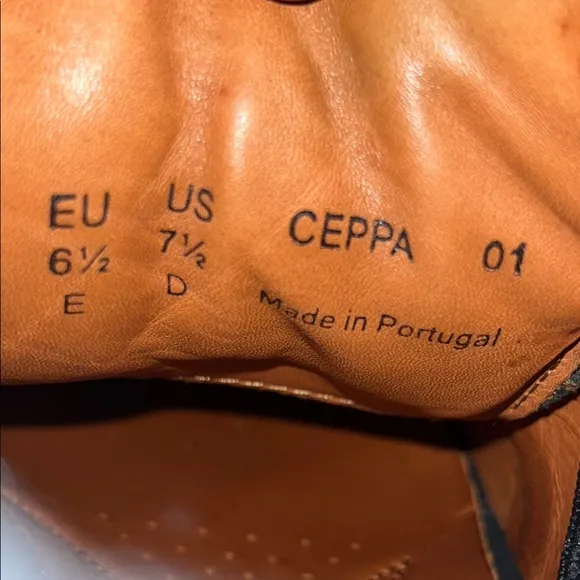 EU US CEPPA 01
6½ 7½
E D Made in Portugal